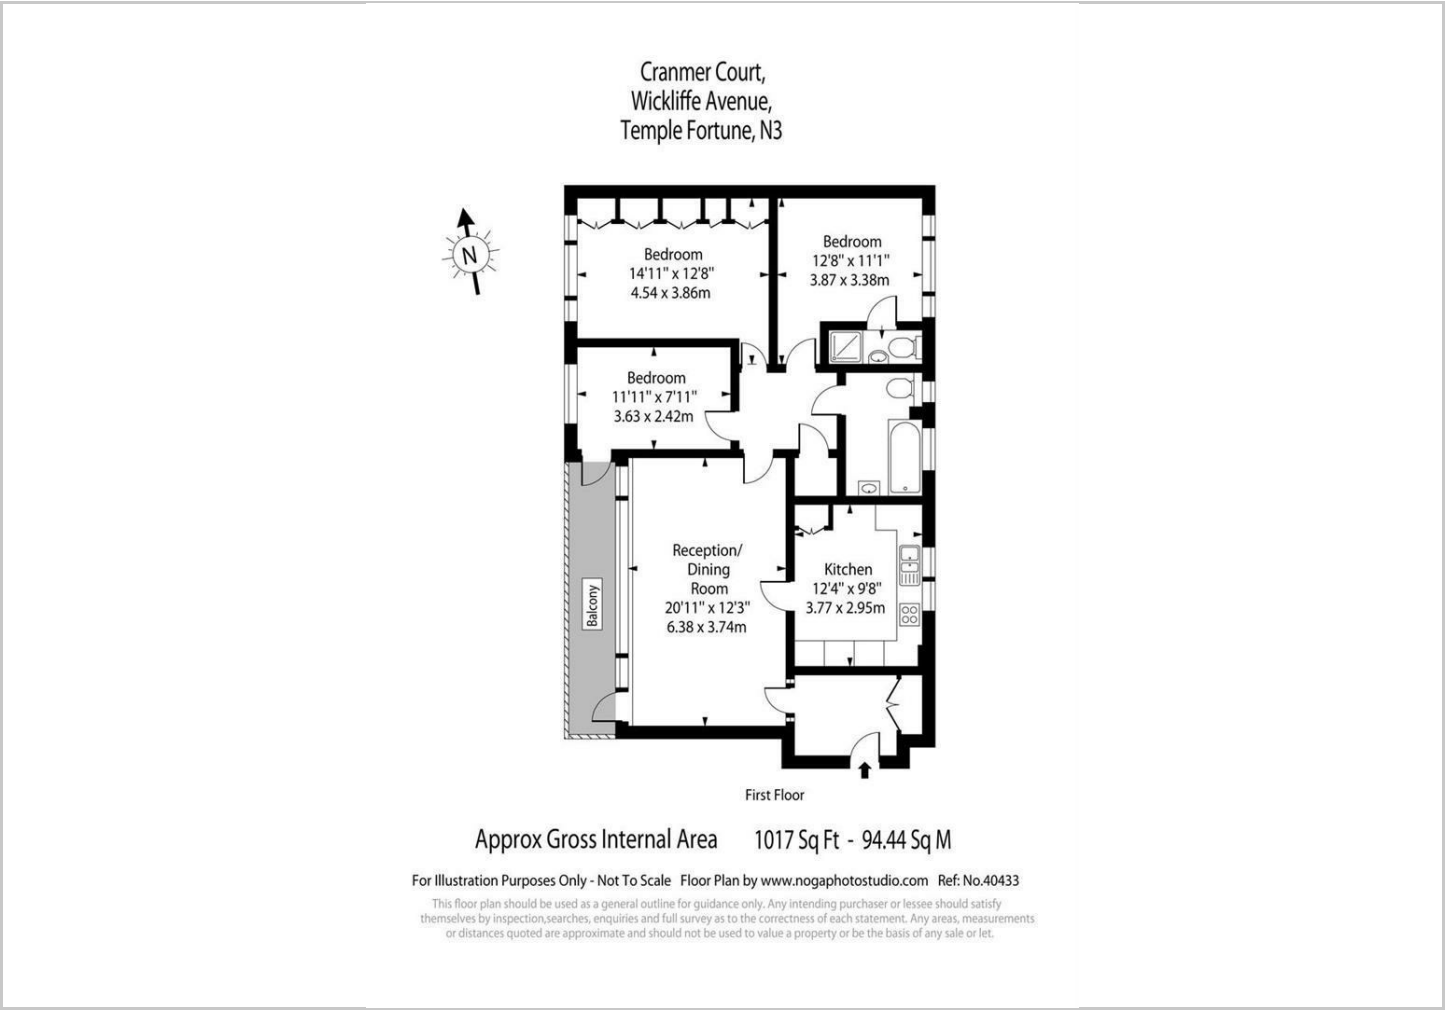 Cranmer Court,
Wickliffe Avenue,
Temple Fortune, N3
N
Bedroom
14'11" x 12'8"
4.54 x 3.86m
Bedroom
12'8" x 11'1"
3.87 x 3.38m
Bedroom
11'11" x 7'11"
3.63 x 2.42m
Balcony
Reception/
Dining
Room
20'11" x 12'3"
6.38 x 3.74m
Kitchen
12'4" x 9'8"
3.77 x 2.95m
First Floor
Approx Gross Internal Area 1017 Sq Ft - 94.44 Sq M
For Illustration Purposes Only - Not To Scale Floor Plan by www.nogaphotostudio.com Ref: No.40433
This floor plan should be used as a general outline for guidance only. Any intending purchaser or lessee should satisfy
themselves by inspection,searches, enquiries and full survey as to the correctness of each statement. Any areas, measurements
or distances quoted are approximate and should not be used to value a property or be the basis of any sale or let.